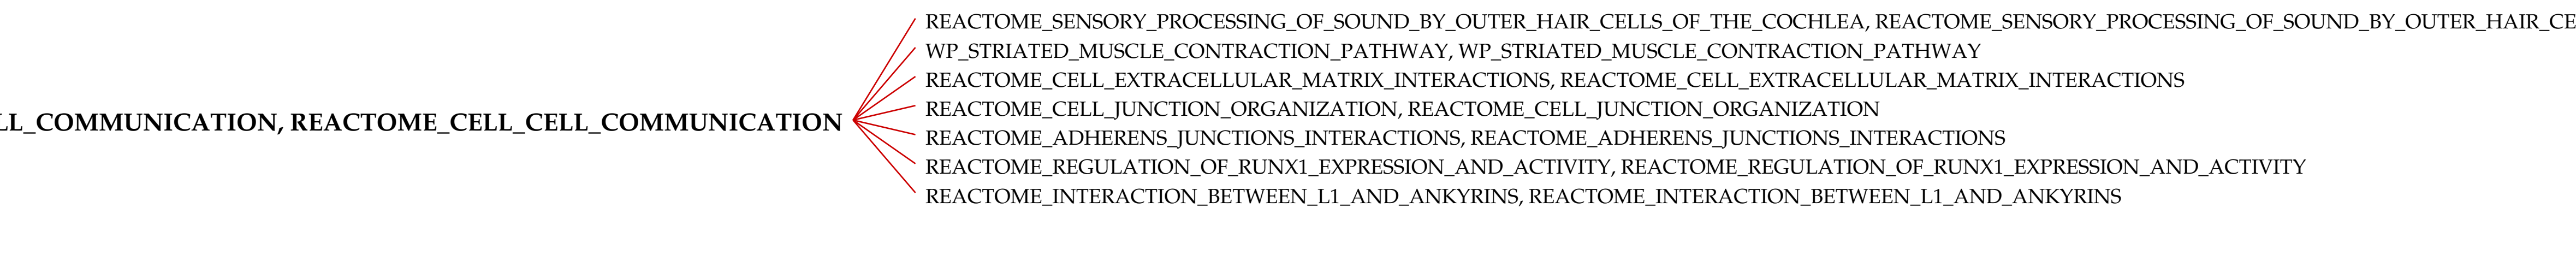 REACTOME_SENSORY_PROCESSING_OF_SOUND_BY_OUTER_HAIR_CELLS_OF_THE_COCHLEA, REACTOME_SENSORY_PROCESSING_OF_SOUND_BY_OUTER_HAIR_CE
WP_STRIATED_MUSCLE_CONTRACTION_PATHWAY, WP_STRIATED_MUSCLE_CONTRACTION_PATHWAY
REACTOME_CELL_EXTRACELLULAR_MATRIX_INTERACTIONS, REACTOME_CELL_EXTRACELLULAR_MATRIX_INTERACTIONS
REACTOME_CELL_JUNCTION_ORGANIZATION, REACTOME_CELL_JUNCTION_ORGANIZATION
LL_COMMUNICATION, REACTOME_CELL_CELL_COMMUNICATION
REACTOME_ADHERENS_JUNCTIONS_INTERACTIONS, REACTOME_ADHERENS_JUNCTIONS_INTERACTIONS
REACTOME_REGULATION_OF_RUNX1_EXPRESSION_AND_ACTIVITY, REACTOME_REGULATION_OF_RUNX1_EXPRESSION_AND_ACTIVITY
REACTOME_INTERACTION_BETWEEN_L1_AND_ANKYRINS, REACTOME_INTERACTION_BETWEEN_L1_AND_ANKYRINS